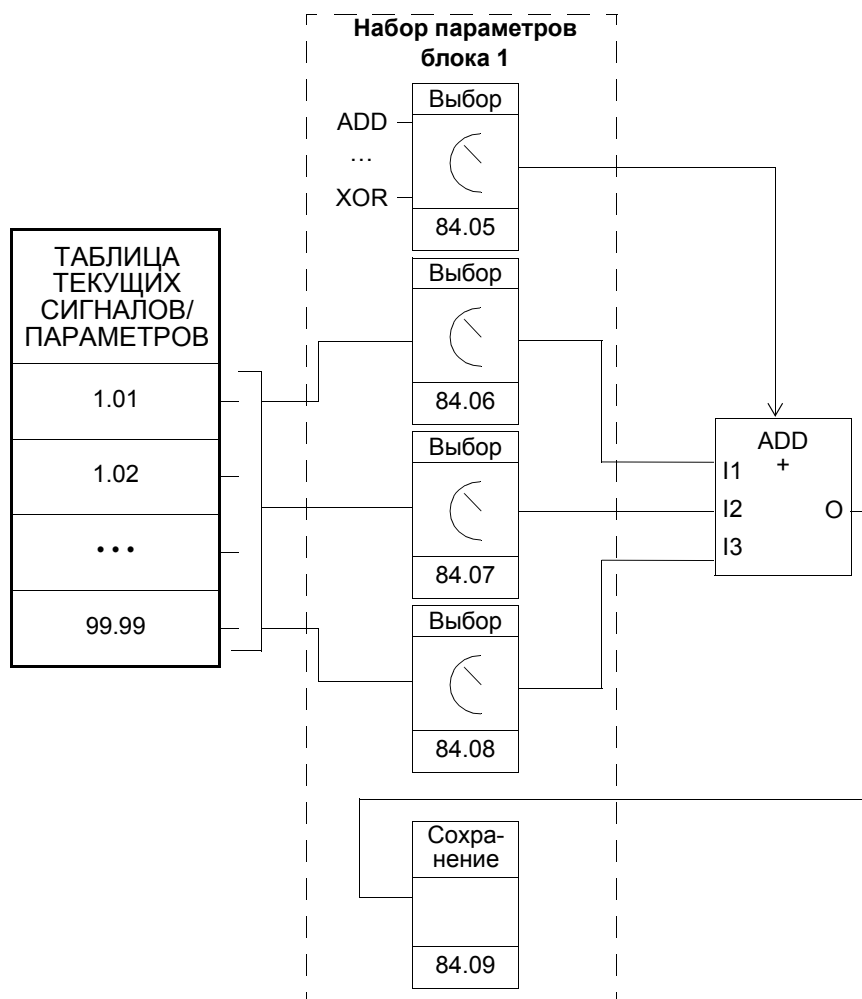 Набор параметров
блока 1
Выбор
ADD
...
XOR
84.05
ТАБЛИЦА
ТЕКУЩИХ
СИГНАЛОВ/
ПАРАМЕТРОВ
1.01
1.02
•••
99.99
Выбор
84.06
Выбор
84.07
Выбор
84.08
ADD
+
I1
I2
I3
O
Сохра-
нение
84.09